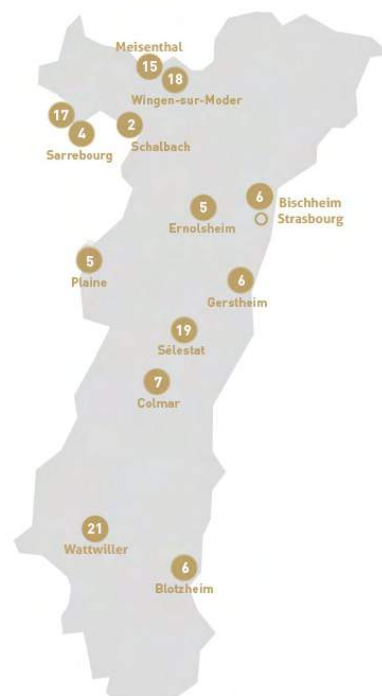 Meisenthal
15
18
Wingen-sur-Moder
17
4
2
Sarrebourg
Schalbach
6
Bischheim
5
Strasbourg
Ernolsheim
5
Plaine
6
Gerstheim
19
Sélestat
7
Colmar
21
Wattwiller
6
Blotzheim